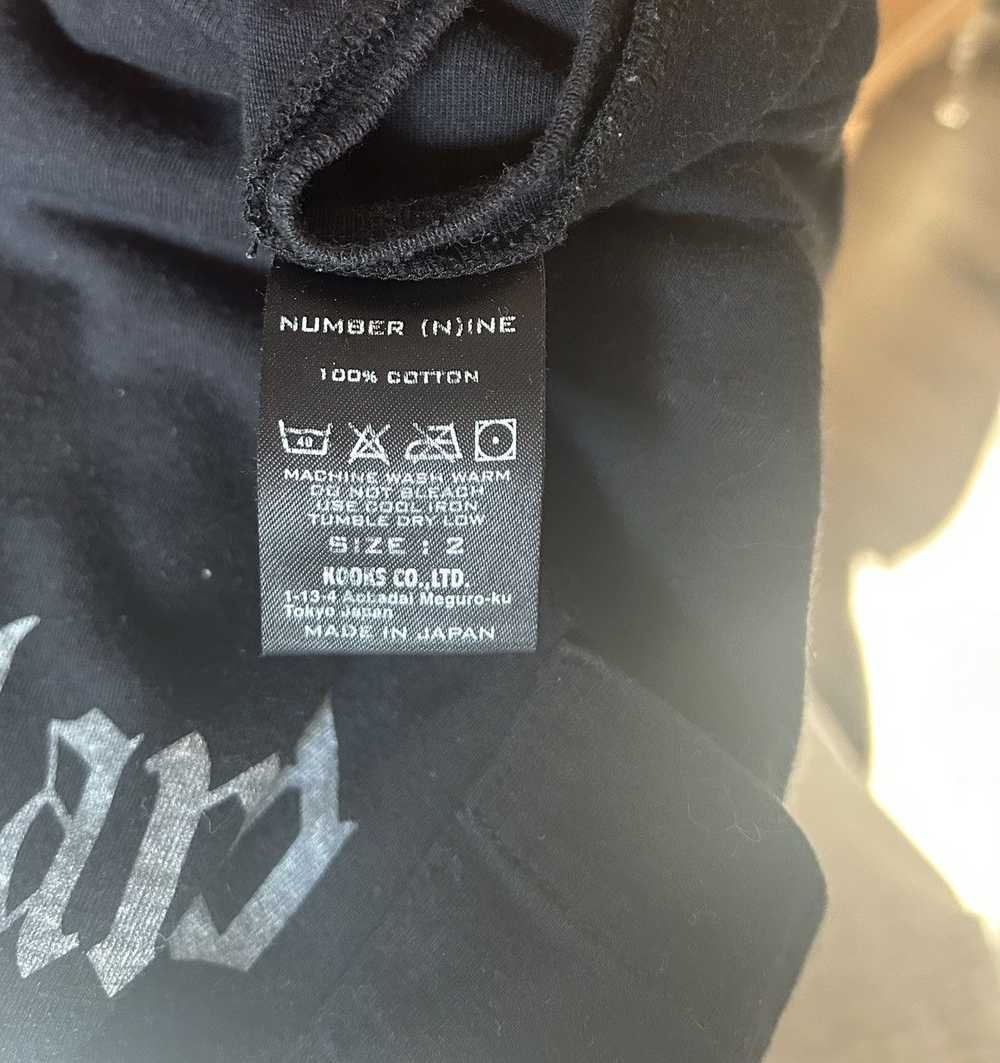 NUMBER (N)INE
100% COTTON
40
MACHINE WASH WARM
DO NOT BLEACH
USE COOL IRON
TUMBLE DRY LOW
SIZE : 2
KOOKS CO.,LTD.
1-13-4 Aobadai Meguro-ku
Tokyo Japan
MADE IN JAPAN